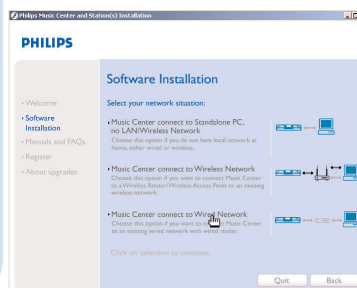 Philips Music Center and Station(s) Installation
PHILIPS
Software Installation
Select your network situation:
Welcome
Software
Installation
Manuals and FAQs
Register
About upgrades
Music Center connect to Standalone PC,
no LAN/Wireless Network
Choose this option if you do not have local network at
home, either wired or wireless.
Music Center connect to Wireless Network
Choose this option if you want to connect Music Center
to a Wireless Router/Wireless Access Point or an existing
wireless network.
Music Center connect to Wired Network
Choose this option if you want to Music Center
to an existing wired network with wired router.
Click on selection to continue.
Quit
Back